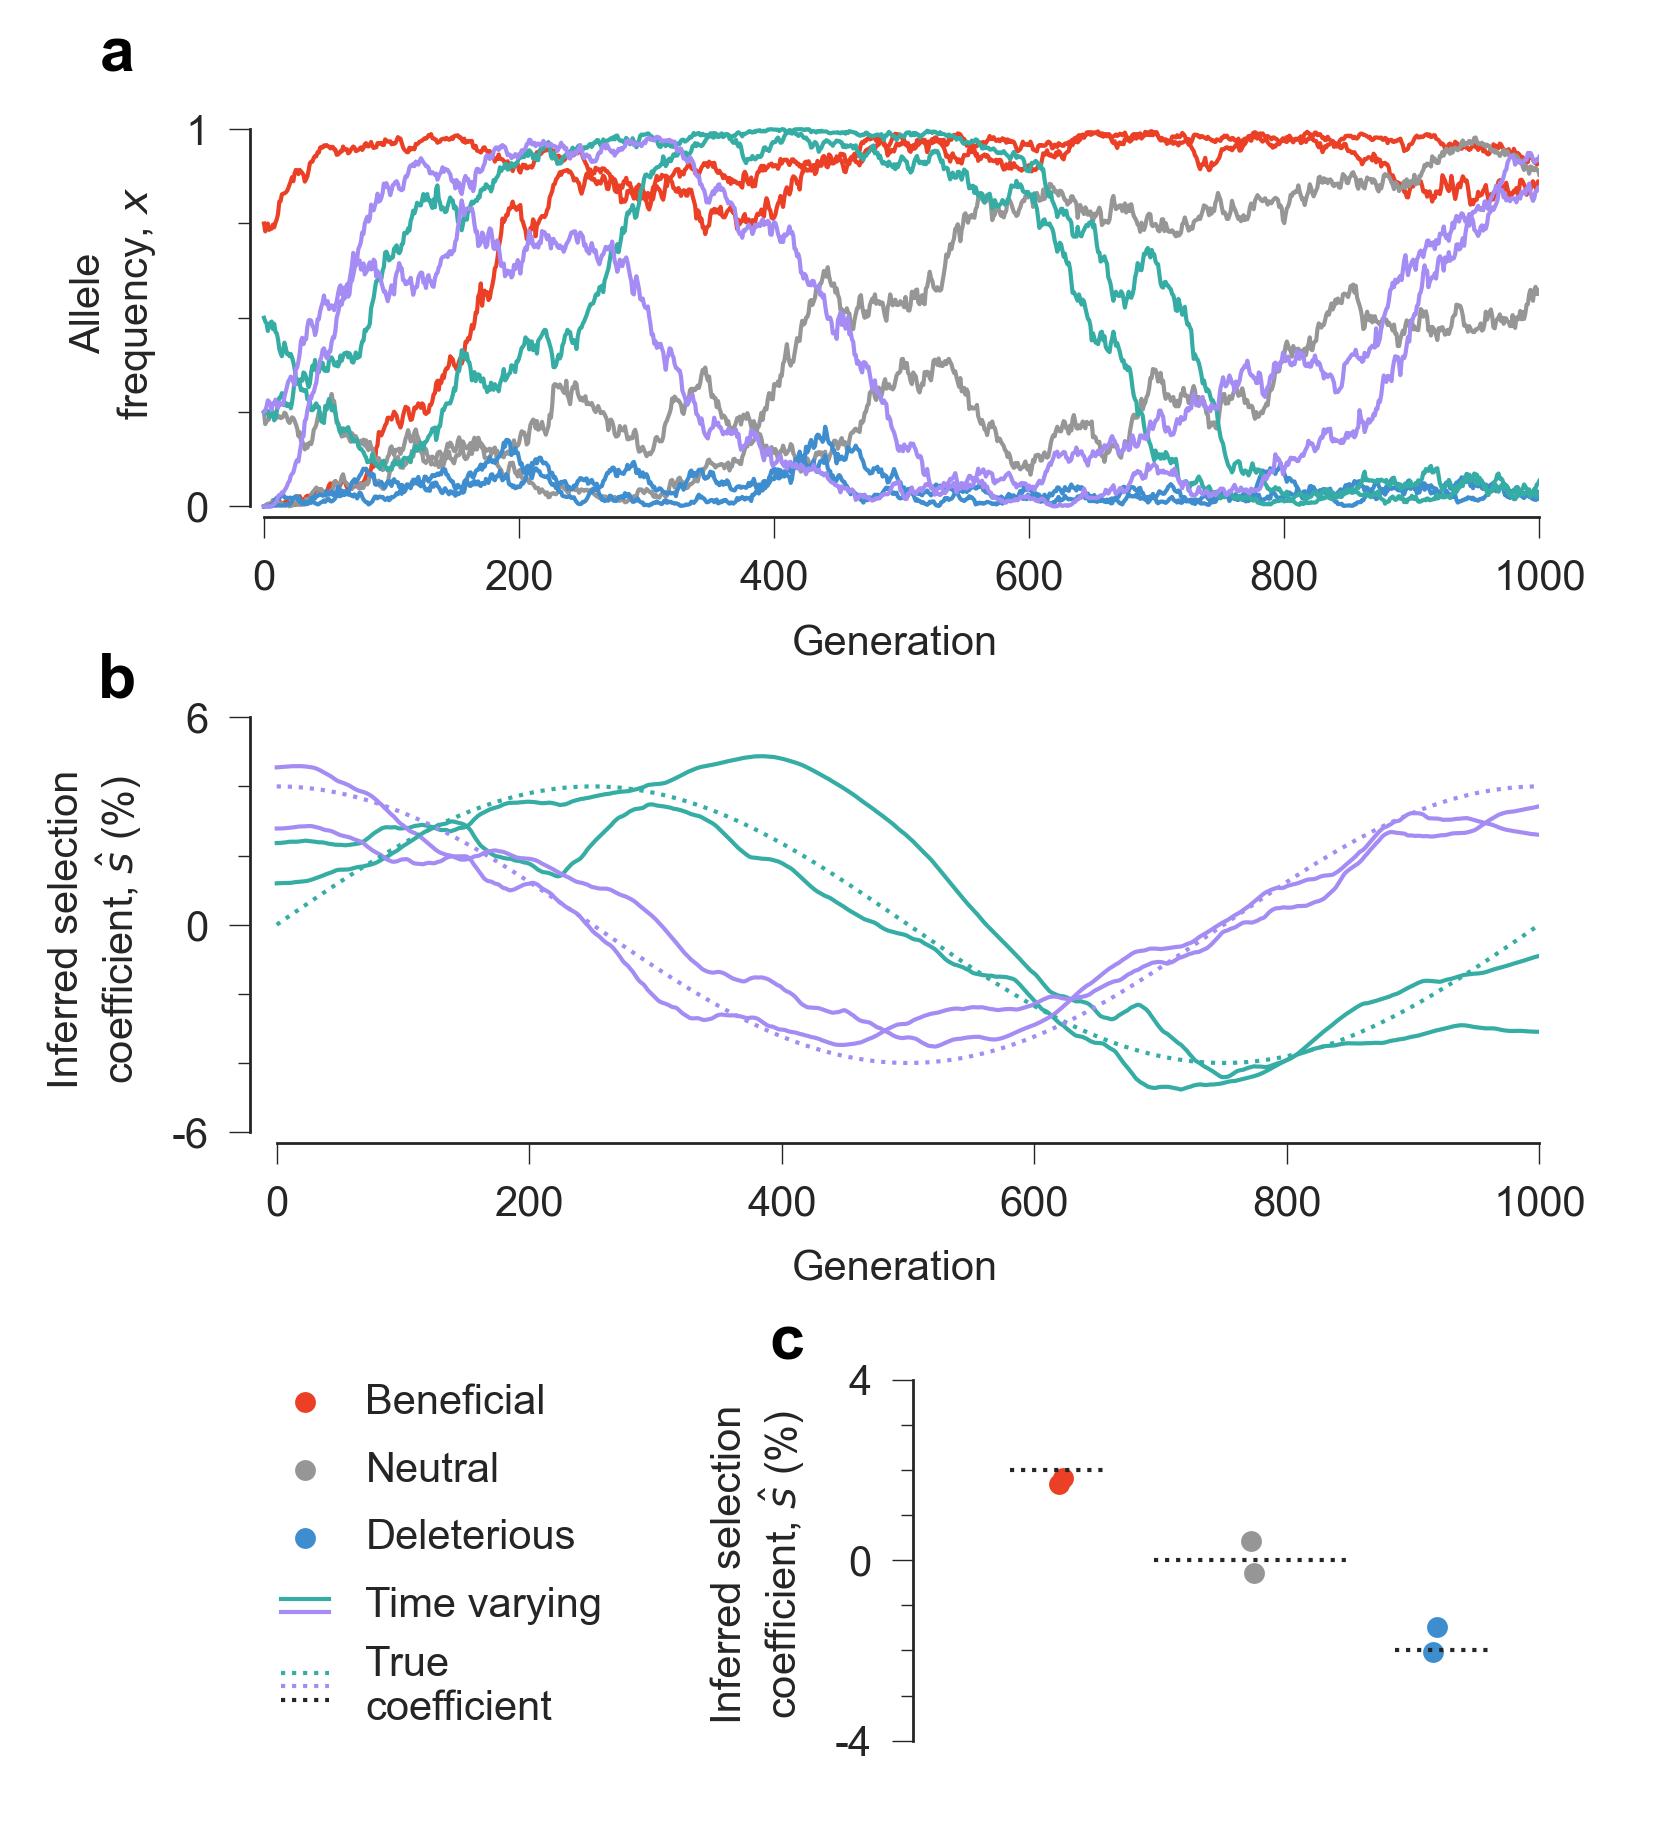 a
1
0
Allele
frequency, x
0 200 400 600 800 1000
Generation
b
6
0
-6
Inferred selection
coefficient, ŝ (%)
0 200 400 600 800 1000
Generation
Beneficial
Neutral
Deleterious
Time varying
True
coefficient
c
4
0
-4
Inferred selection
coefficient, ŝ (%)